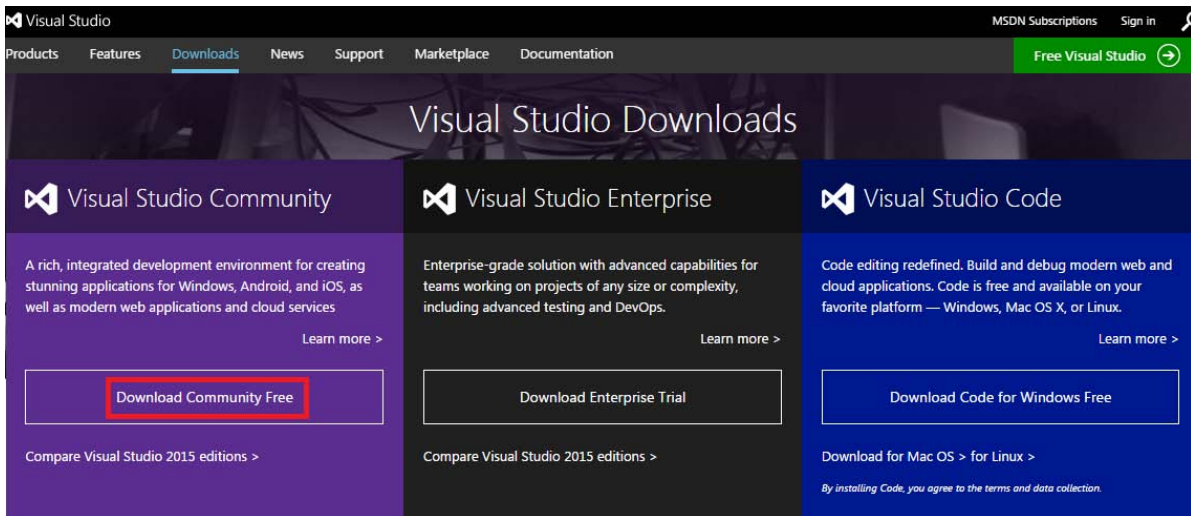 Visual Studio
MSDN Subscriptions Sign in
Products Features Downloads News Support Marketplace Documentation
Free Visual Studio
Visual Studio Downloads
Visual Studio Community
A rich, integrated development environment for creating
stunning applications for Windows, Android, and iOS, as
well as modern web applications and cloud services
Learn more >
Download Community Free
Compare Visual Studio 2015 editions >
Visual Studio Enterprise
Enterprise-grade solution with advanced capabilities for
teams working on projects of any size or complexity,
including advanced testing and DevOps.
Learn more >
Download Enterprise Trial
Compare Visual Studio 2015 editions >
Visual Studio Code
Code editing redefined. Build and debug modern web and
cloud applications. Code is free and available on your
favorite platform — Windows, Mac OS X, or Linux.
Learn more >
Download Code for Windows Free
Download for Mac OS > for Linux >
By installing Code, you agree to the terms and data collection.